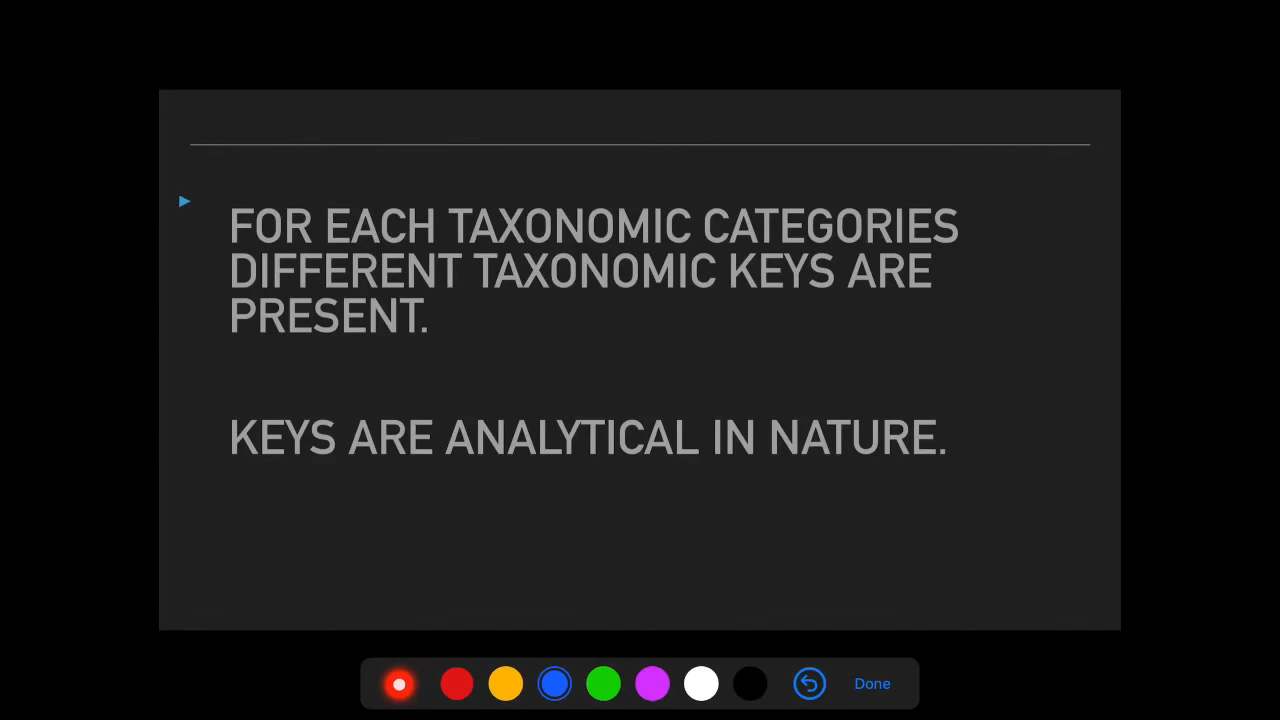 FOR EACH TAXONOMIC CATEGORIES
DIFFERENT TAXONOMIC KEYS ARE
PRESENT.
KEYS ARE ANALYTICAL IN NATURE.
Done